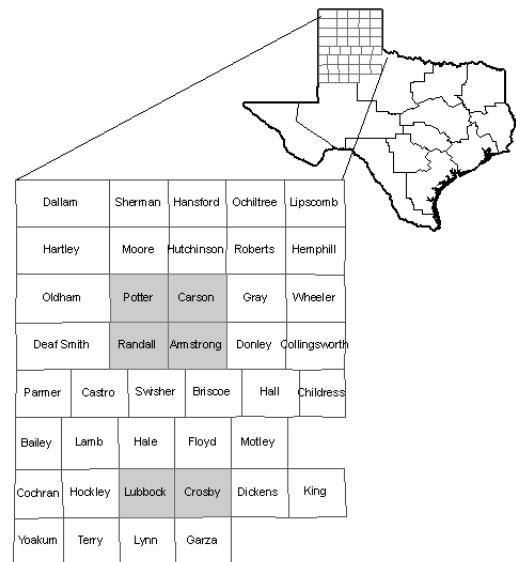 Dallam Sherman Hansford Ochiltree Lipscomb
Hartley Moore Hutchinson Roberts Hemphill
Oldham Potter Carson Gray Wheeler
Deaf Smith Randall Armstrong Donley Collingsworth
Parmer Castro Swisher Briscoe Hall Childress
Bailey Lamb Hale Floyd Motley
Cochran Hockley Lubbock Crosby Dickens King
Yoakum Terry Lynn Garza